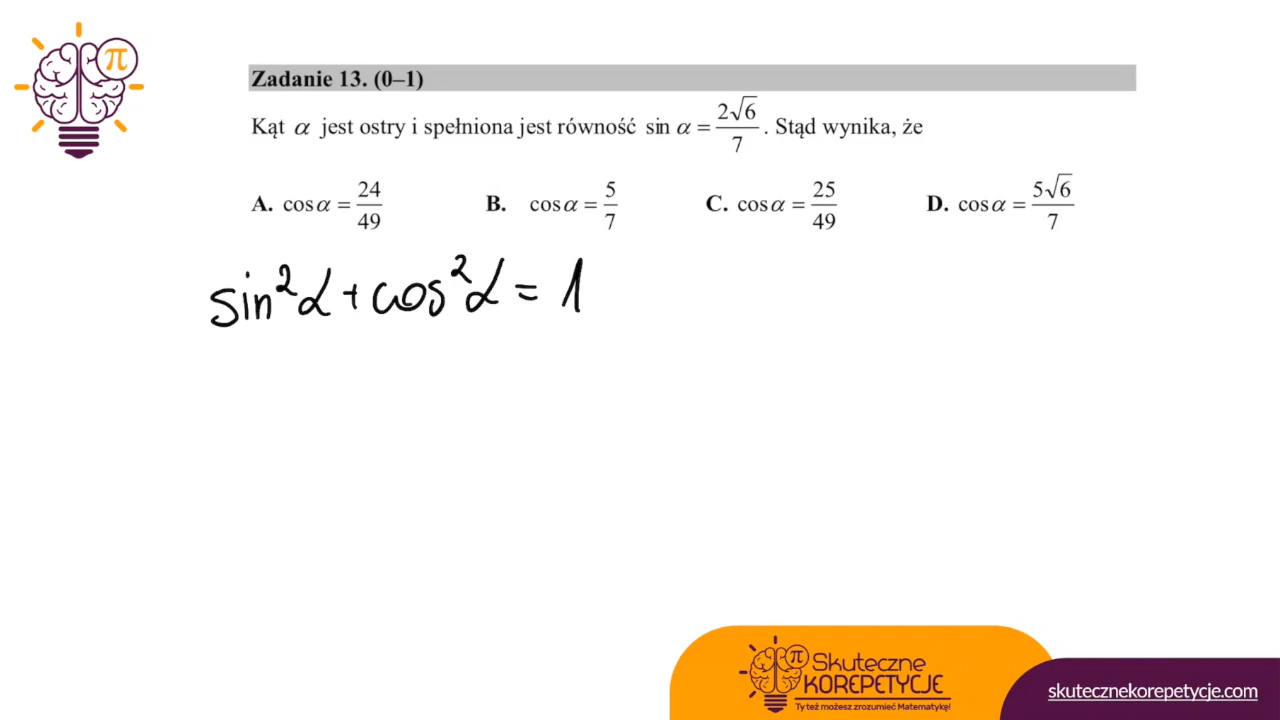 π
Zadanie 13. (0–1)
Kąt α jest ostry i spełniona jest równość sin α = 2√6/7. Stąd wynika, że
A. cos α = 24/49 B. cos α = 5/7 C. cos α = 25/49 D. cos α = 5√6/7
sin²α + cos²α = 1
π Skuteczne
KOREPETYCJE
Ty też możesz zrozumieć Matematykę!
skutecznekorepetycje.com